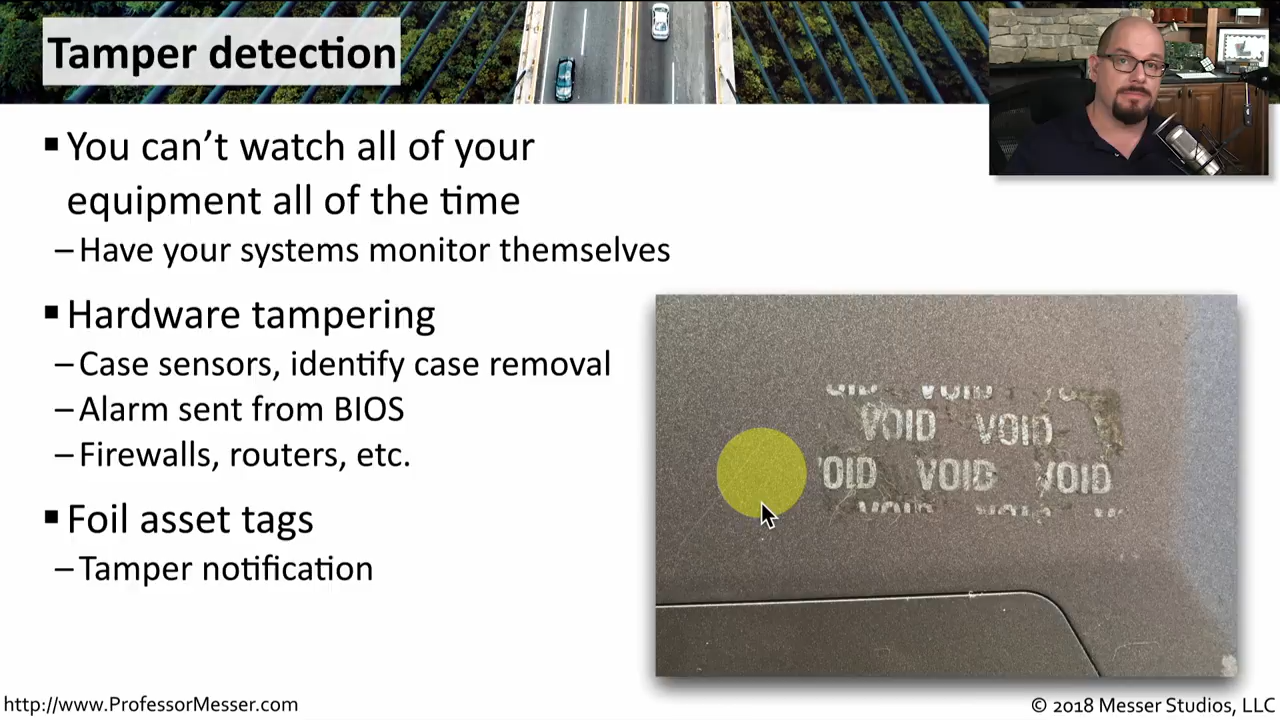 Tamper detection
▪ You can't watch all of your
equipment all of the time
– Have your systems monitor themselves
▪ Hardware tampering
– Case sensors, identify case removal
– Alarm sent from BIOS
– Firewalls, routers, etc.
▪ Foil asset tags
– Tamper notification
VOID
VOID VOID
VOID VOID
http://www.ProfessorMesser.com
© 2018 Messer Studios, LLC